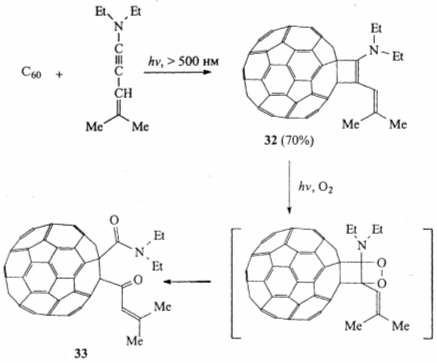 Et Et
N
C60 + CH hν, > 500 нм
Me Me
N Et
Et
Me Me
32 (70%)
hν, O2
O
Et
N
Et
O
Me
Me
33
Et Et
N
O
O
Me Me